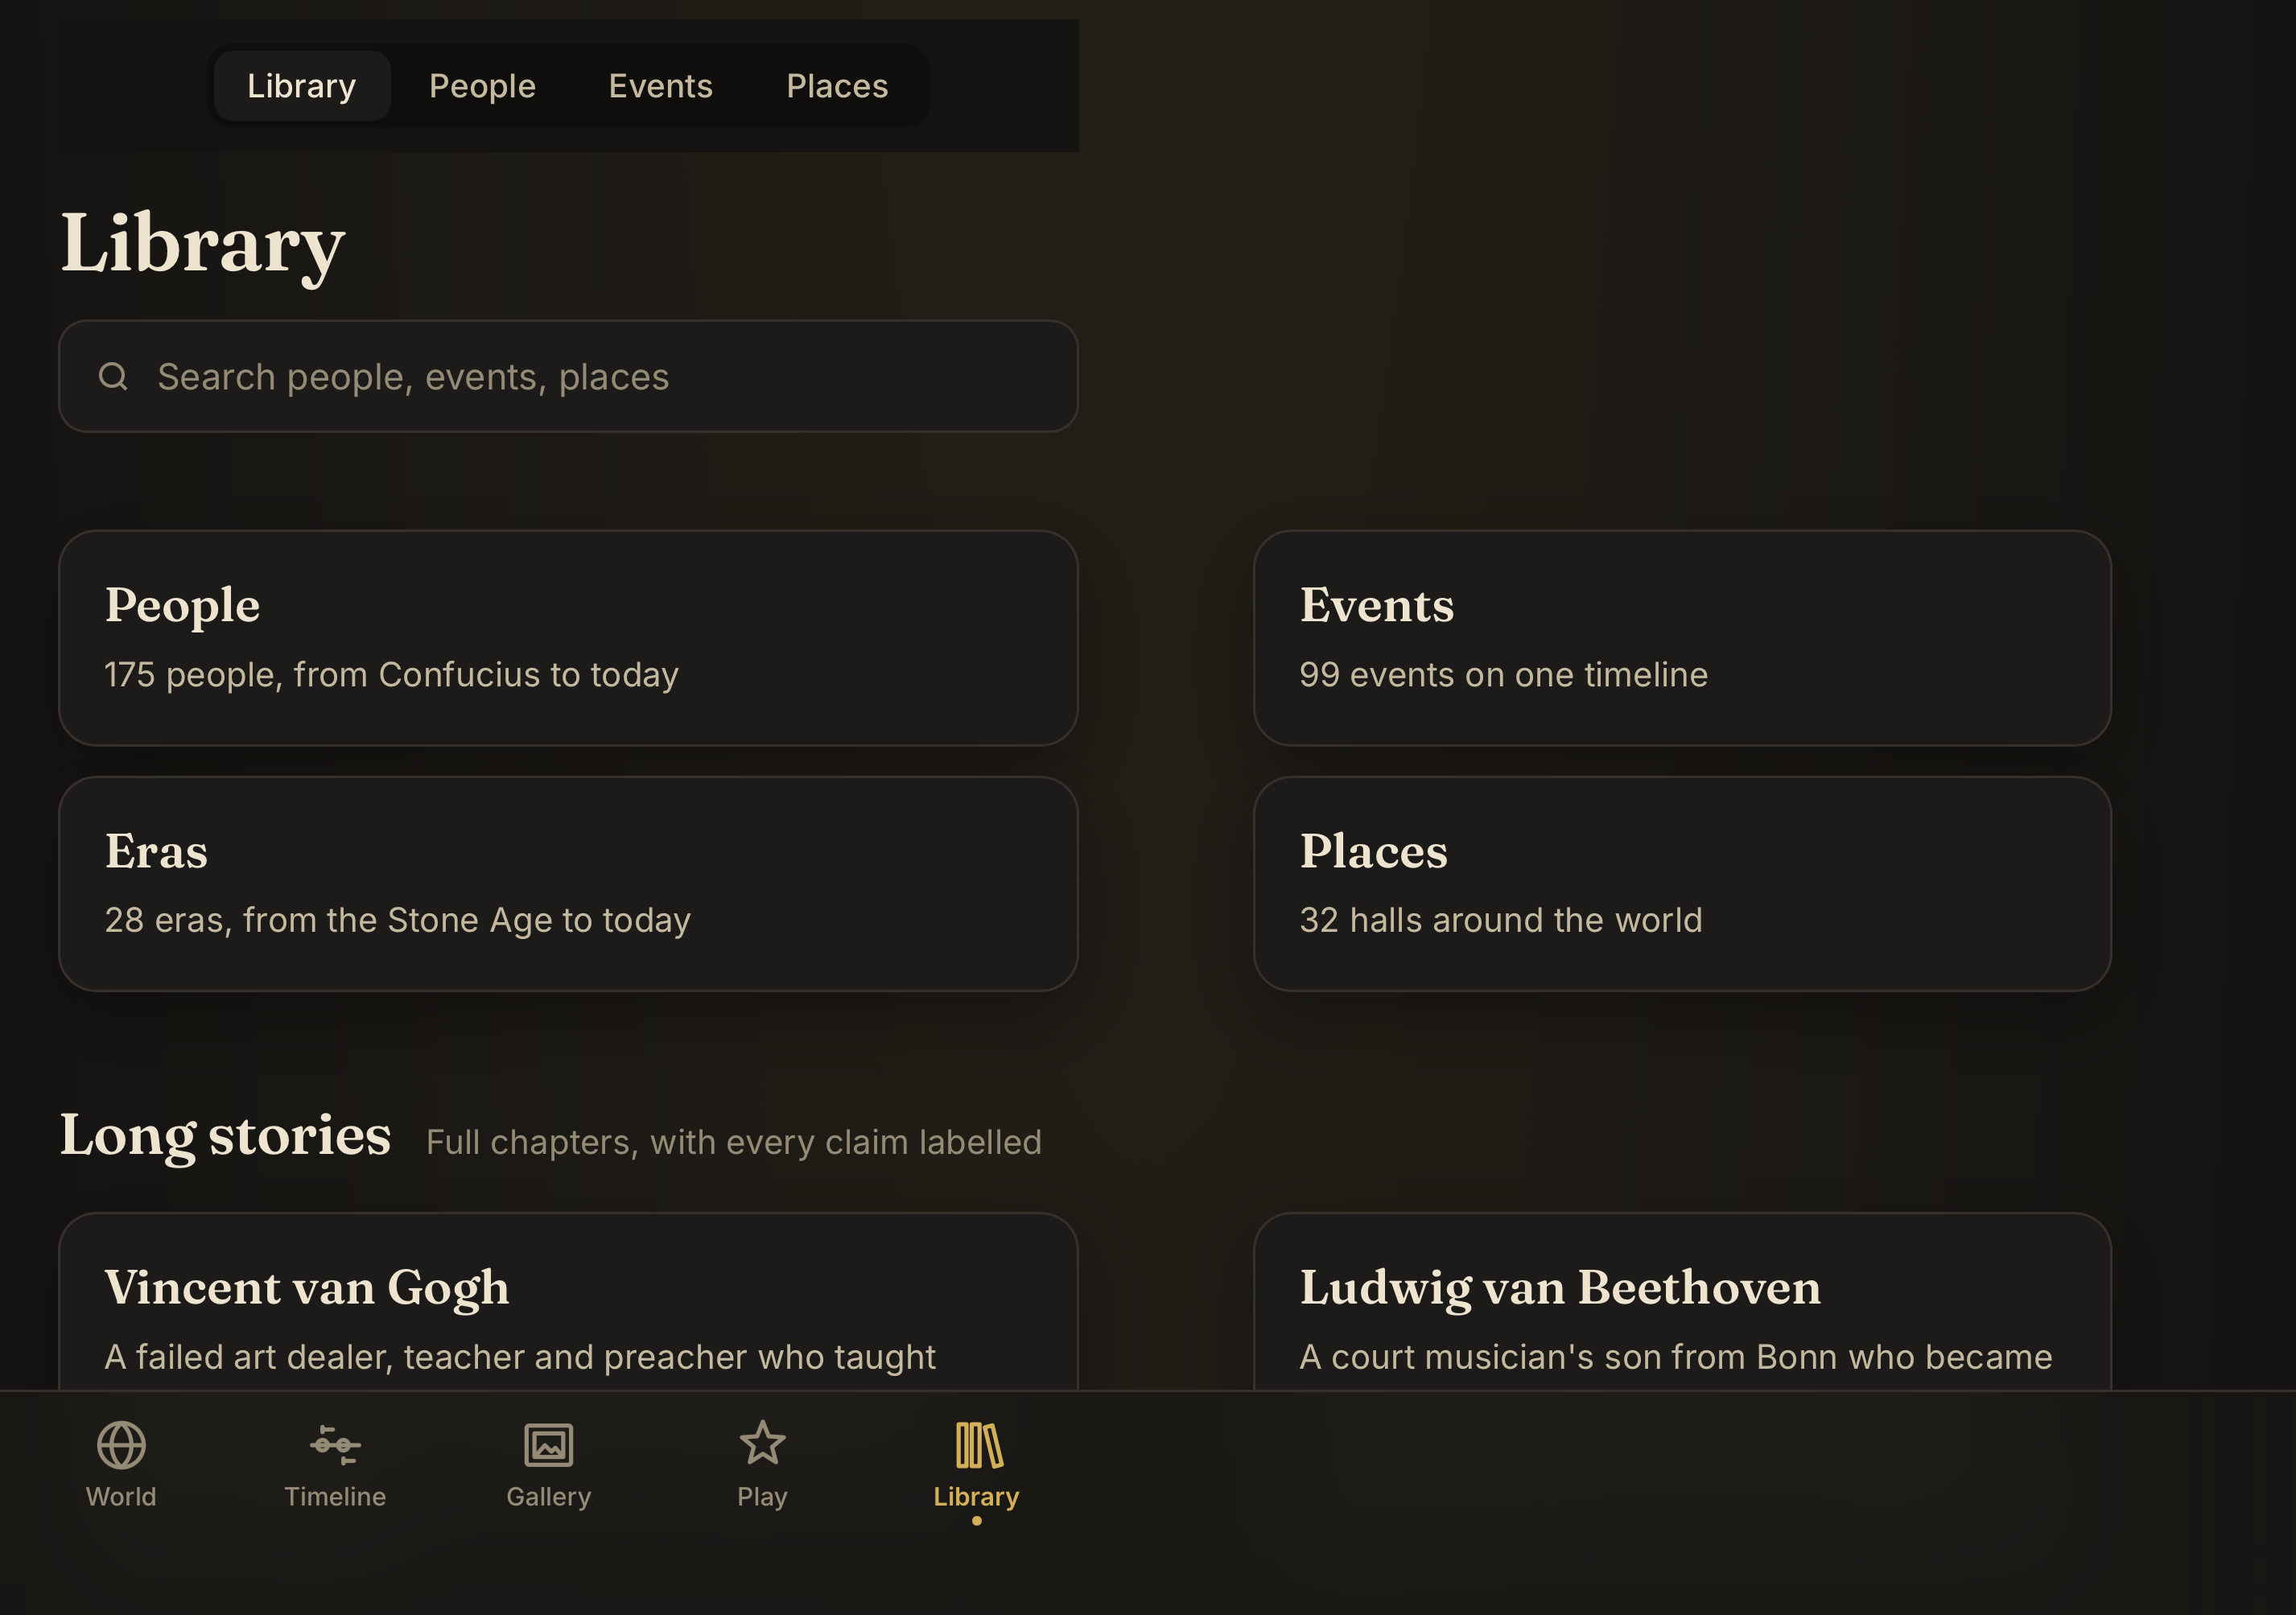 Library People Events Places
Library
Search people, events, places
People
175 people, from Confucius to today
Events
99 events on one timeline
Eras
28 eras, from the Stone Age to today
Places
32 halls around the world
Long stories Full chapters, with every claim labelled
Vincent van Gogh
A failed art dealer, teacher and preacher who taught
Ludwig van Beethoven
A court musician's son from Bonn who became
World Timeline Gallery Play Library